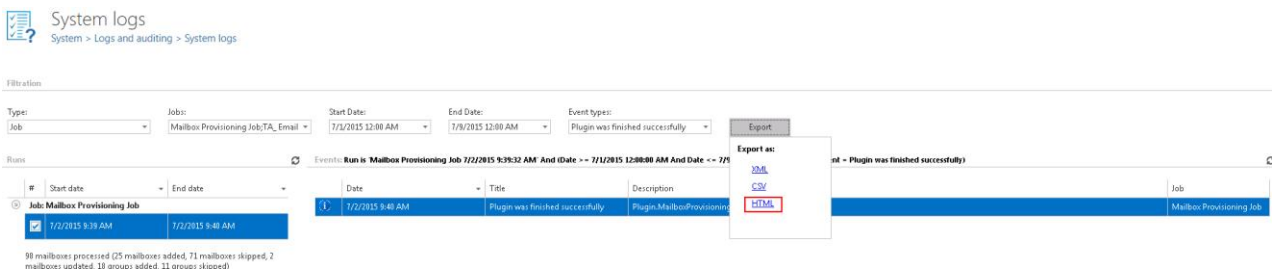 System logs
System > Logs and auditing > System logs
Filtration
Type:
Jobs:
Start Date:
End Date:
Event types:
Job
Mailbox Provisioning Job;TA_Email
7/1/2015 12:00 AM
7/9/2015 12:00 AM
Plugin was finished successfully
Export
Export as:
XML
CSV
HTML
Runs
Events: Run is 'Mailbox Provisioning Job 7/2/2015 9:39:32 AM' And (Date >= 7/1/2015 12:00:00 AM And Date <= 7/9 ent = Plugin was finished successfully)
# Start date End date
Date Title Description Job
Job: Mailbox Provisioning Job
7/2/2015 9:40 AM Plugin was finished successfully Plugin.MailboxProvisioning Mailbox Provisioning Job
7/2/2015 9:39 AM 7/2/2015 9:40 AM
98 mailboxes processed (25 mailboxes added, 71 mailboxes skipped, 2
mailboxes updated, 18 groups added, 11 groups skipped)